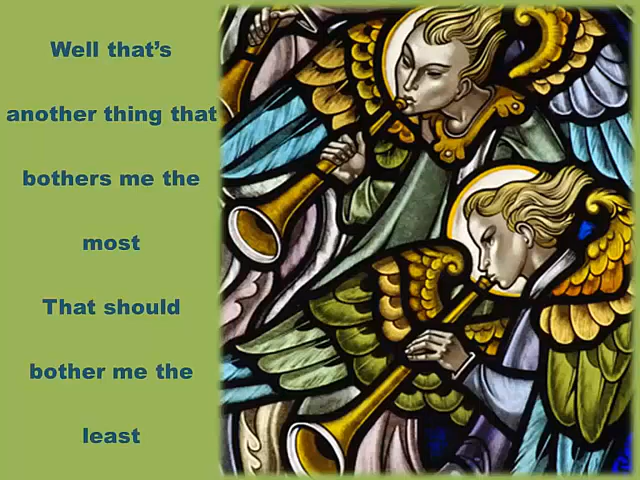 Well that’s
another thing that
bothers me the
most
That should
bother me the
least